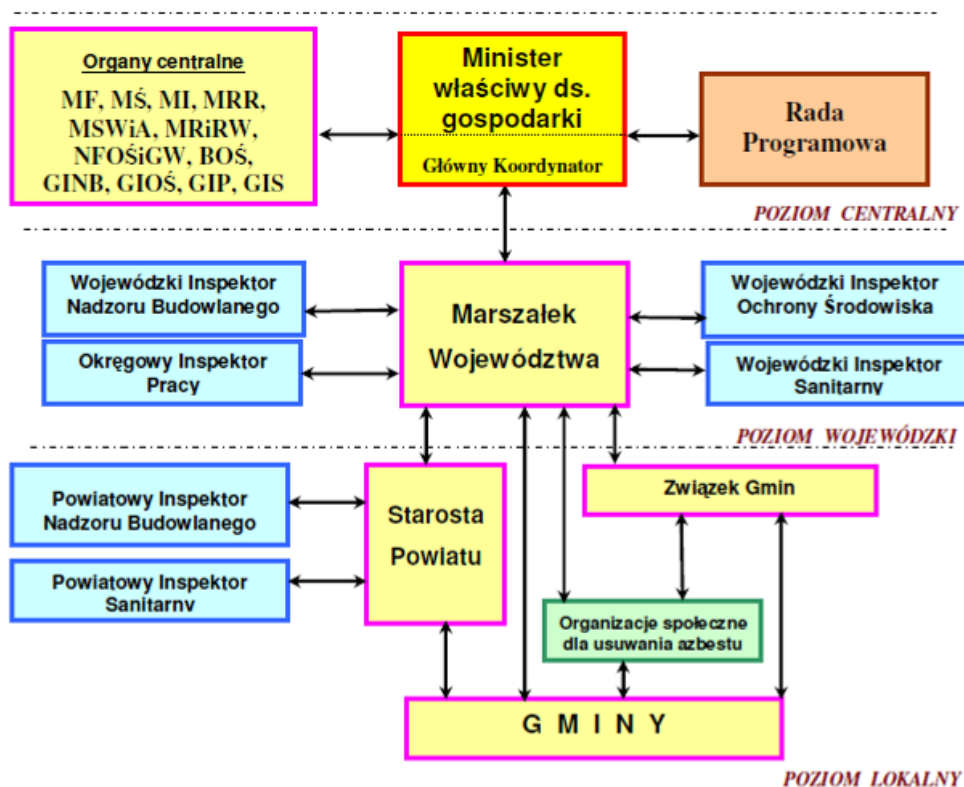 Organy centralne
MF, MŚ, MI, MRR,
MSWiA, MRiRW,
NFOŚiGW, BOŚ,
GINB, GIOŚ, GIP, GIS
Minister
właściwy ds.
gospodarki
Główny Koordynator
Rada
Programowa
POZIOM CENTRALNY
Wojewódzki Inspektor
Nadzoru Budowlanego
Okręgowy Inspektor
Pracy
Marszałek
Województwa
Wojewódzki Inspektor
Ochrony Środowiska
Wojewódzki Inspektor
Sanitarny
POZIOM WOJEWÓDZKI
Powiatowy Inspektor
Nadzoru Budowlanego
Powiatowy Inspektor
Sanitarny
Starosta
Powiatu
Związek Gmin
Organizacje społeczne
dla usuwania azbestu
G M I N Y
POZIOM LOKALNY